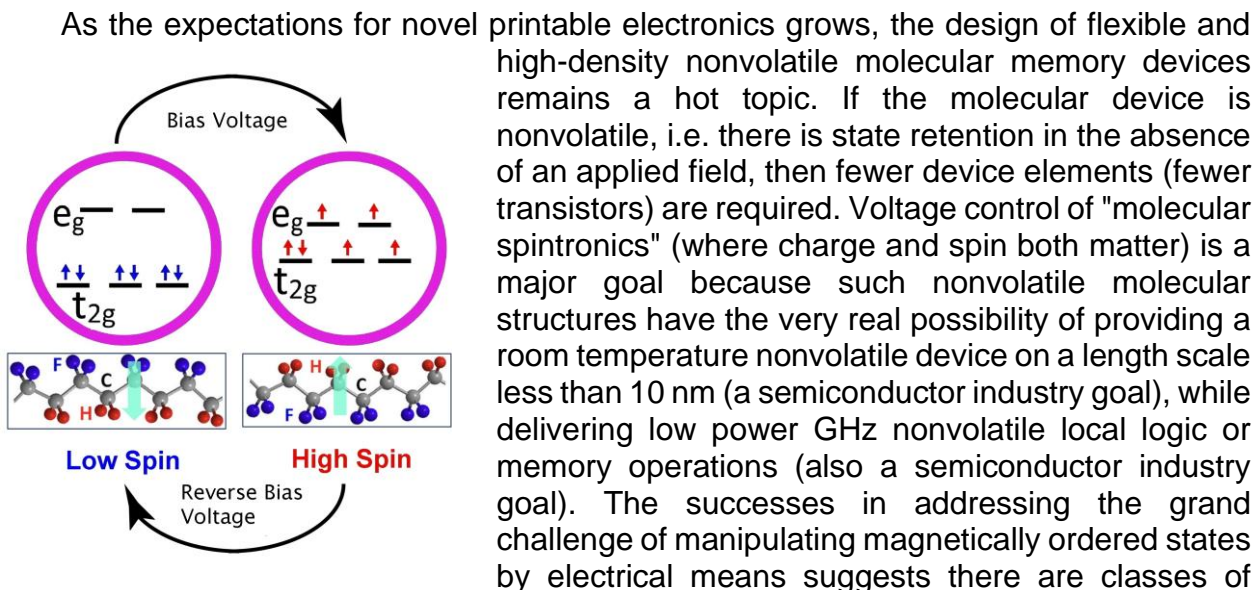 As the expectations for novel printable electronics grows, the design of flexible and
high-density nonvolatile molecular memory devices
remains a hot topic. If the molecular device is
nonvolatile, i.e. there is state retention in the absence
of an applied field, then fewer device elements (fewer
transistors) are required. Voltage control of "molecular
spintronics" (where charge and spin both matter) is a
major goal because such nonvolatile molecular
structures have the very real possibility of providing a
room temperature nonvolatile device on a length scale
less than 10 nm (a semiconductor industry goal), while
delivering low power GHz nonvolatile local logic or
memory operations (also a semiconductor industry
goal). The successes in addressing the grand
challenge of manipulating magnetically ordered states
by electrical means suggests there are classes of
Bias Voltage
eg
t2g
eg
t2g
F
C
H
H
C
F
Low Spin
High Spin
Reverse Bias
Voltage